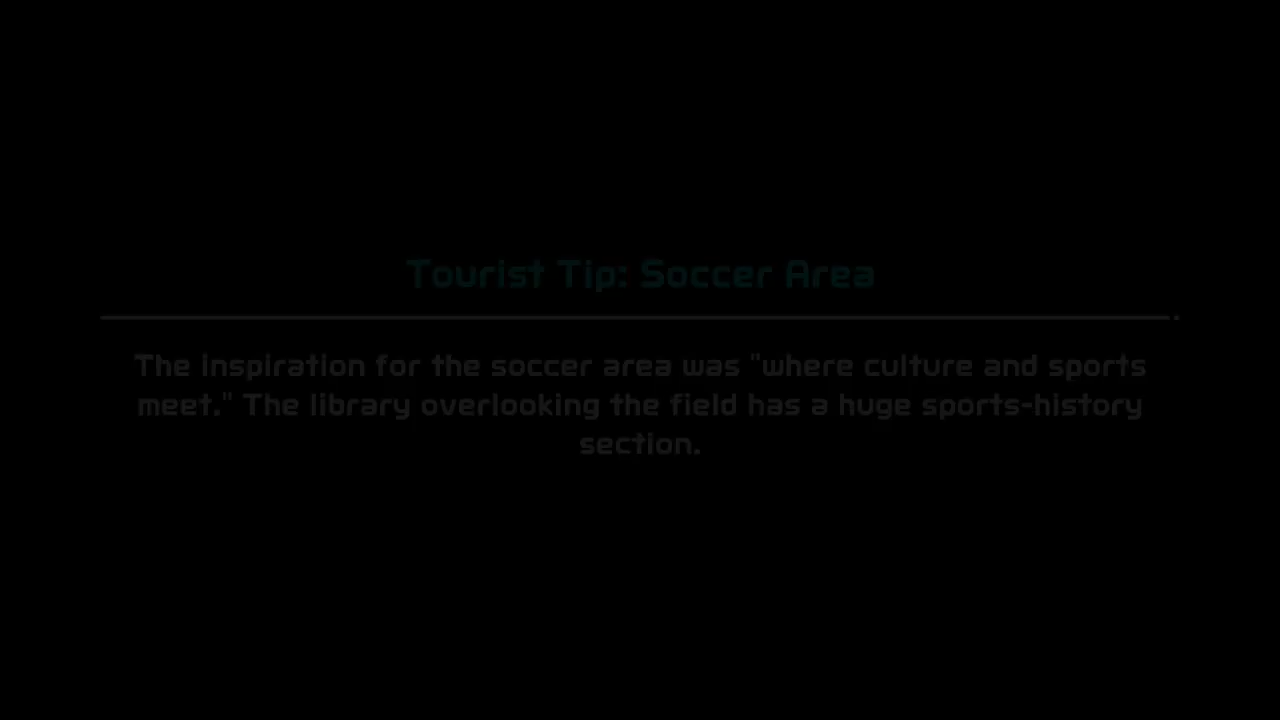 Tourist Tip: Soccer Area
The inspiration for the soccer area was "where culture and sports
meet." The library overlooking the field has a huge sports-history
section.